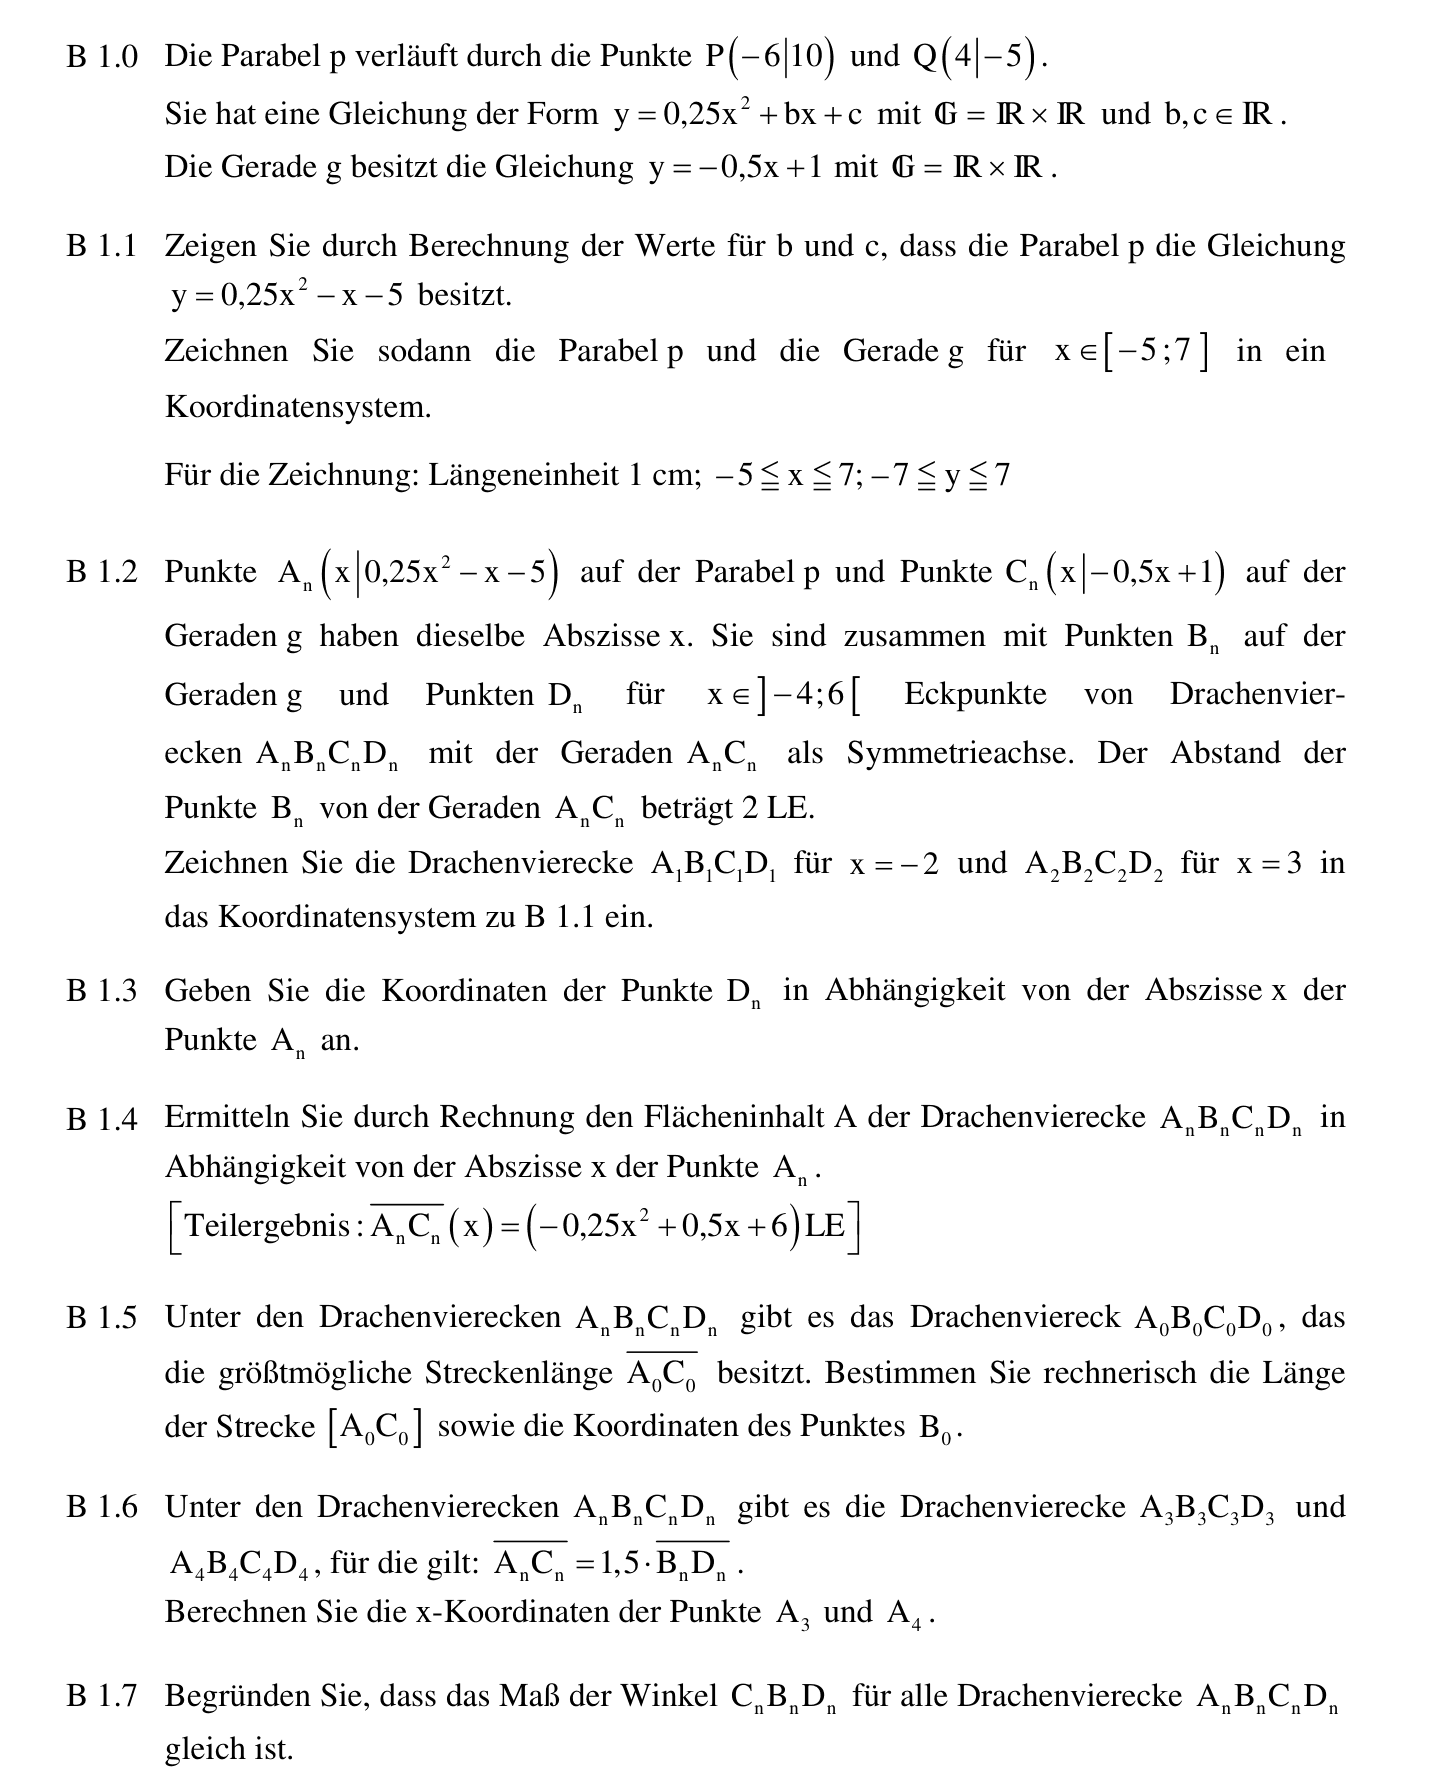 B 1.0 Die Parabel p verläuft durch die Punkte P(−6|10) und Q(4|−5).
Sie hat eine Gleichung der Form y = 0,25x² + bx + c mit 𝔾 = ℝ × ℝ und b, c ∈ ℝ.
Die Gerade g besitzt die Gleichung y = −0,5x + 1 mit 𝔾 = ℝ × ℝ.
B 1.1 Zeigen Sie durch Berechnung der Werte für b und c, dass die Parabel p die Gleichung
y = 0,25x² − x − 5 besitzt.
Zeichnen Sie sodann die Parabel p und die Gerade g für x ∈ [−5;7] in ein
Koordinatensystem.
Für die Zeichnung: Längeneinheit 1 cm; −5 ≦ x ≦ 7; −7 ≦ y ≦ 7
B 1.2 Punkte Aₙ(x|0,25x² − x − 5) auf der Parabel p und Punkte Cₙ(x|−0,5x + 1) auf der
Geraden g haben dieselbe Abszisse x. Sie sind zusammen mit Punkten Bₙ auf der
Geraden g und Punkten Dₙ für x ∈ ]−4;6[ Eckpunkte von Drachenvier-
ecken AₙBₙCₙDₙ mit der Geraden AₙCₙ als Symmetrieachse. Der Abstand der
Punkte Bₙ von der Geraden AₙCₙ beträgt 2 LE.
Zeichnen Sie die Drachenvierecke A₁B₁C₁D₁ für x = −2 und A₂B₂C₂D₂ für x = 3 in
das Koordinatensystem zu B 1.1 ein.
B 1.3 Geben Sie die Koordinaten der Punkte Dₙ in Abhängigkeit von der Abszisse x der
Punkte Aₙ an.
B 1.4 Ermitteln Sie durch Rechnung den Flächeninhalt A der Drachenvierecke AₙBₙCₙDₙ in
Abhängigkeit von der Abszisse x der Punkte Aₙ.
[Teilergebnis: A̅ₙC̅ₙ(x) = (−0,25x² + 0,5x + 6) LE]
B 1.5 Unter den Drachenvierecken AₙBₙCₙDₙ gibt es das Drachenviereck A₀B₀C₀D₀, das
die größtmögliche Streckenlänge A̅₀C̅₀ besitzt. Bestimmen Sie rechnerisch die Länge
der Strecke [A₀C₀] sowie die Koordinaten des Punktes B₀.
B 1.6 Unter den Drachenvierecken AₙBₙCₙDₙ gibt es die Drachenvierecke A₃B₃C₃D₃ und
A₄B₄C₄D₄, für die gilt: A̅ₙC̅ₙ = 1,5 · B̅ₙD̅ₙ.
Berechnen Sie die x-Koordinaten der Punkte A₃ und A₄.
B 1.7 Begründen Sie, dass das Maß der Winkel CₙBₙDₙ für alle Drachenvierecke AₙBₙCₙDₙ
gleich ist.